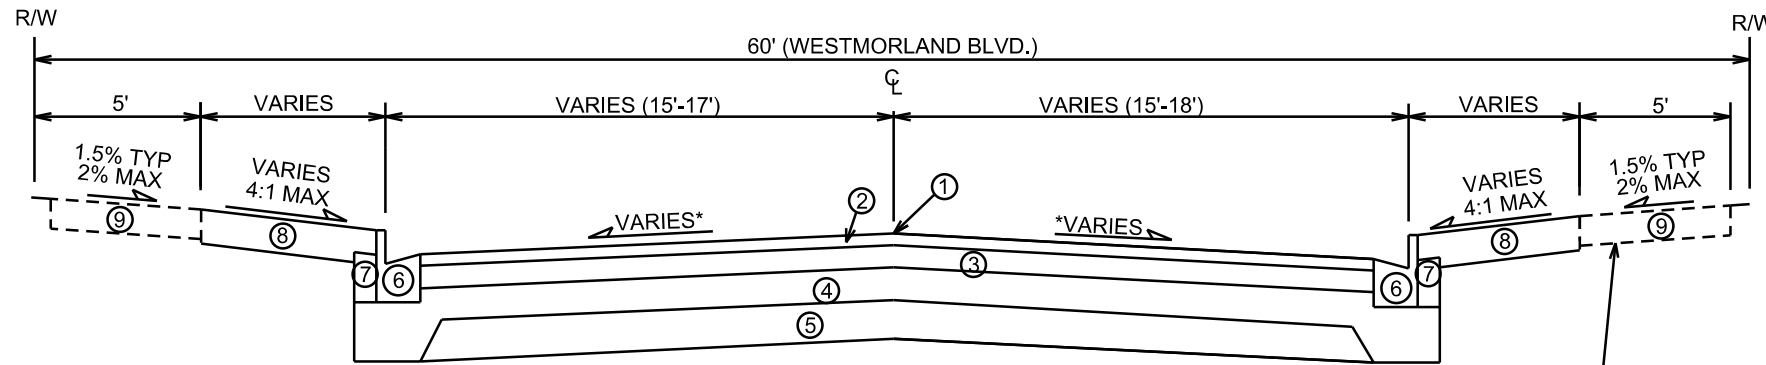 R/W
R/W
60' (WESTMORLAND BLVD.)
℄
5'
VARIES
VARIES (15'-17')
VARIES (15'-18')
VARIES
5'
1.5% TYP
2% MAX
VARIES
4:1 MAX
VARIES*
*VARIES
VARIES
4:1 MAX
1.5% TYP
2% MAX
1
2
3
4
5
6
6
7
7
8
8
9
9